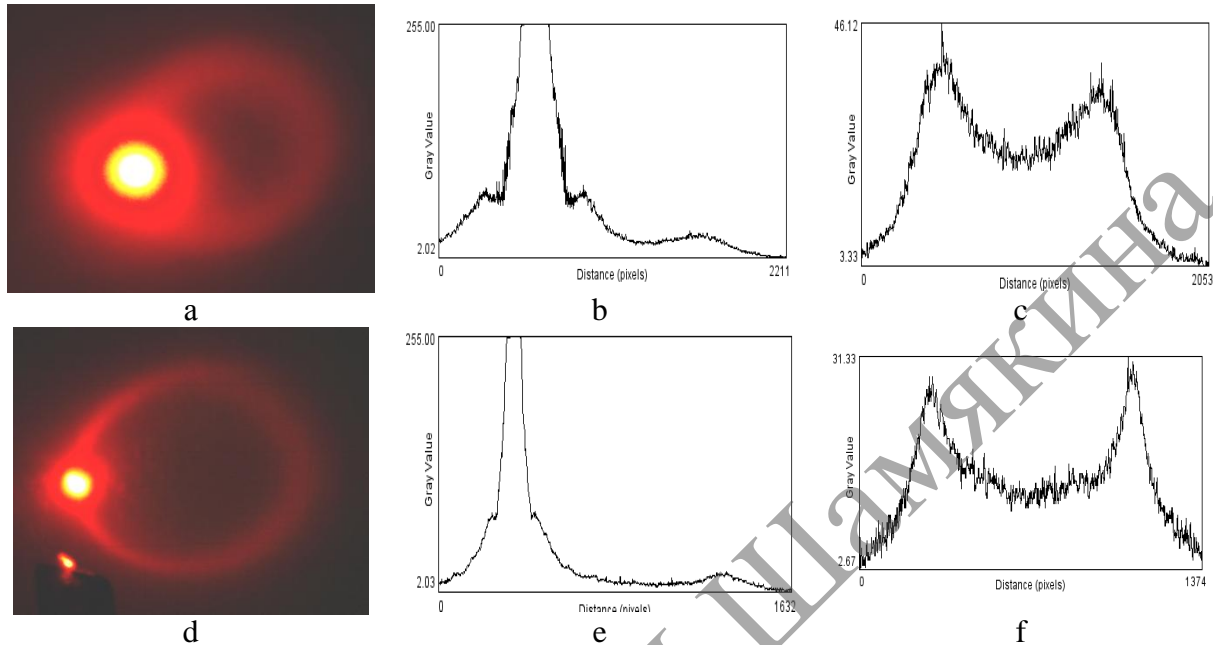 255.00
Gray Value
2.02
0
Distance (pixels)
2211
46.12
Gray Value
3.33
0
Distance (pixels)
2053
a
b
c
255.00
Gray Value
2.03
0
Distance (pixels)
1632
31.33
Gray Value
2.67
0
Distance (pixels)
1374
d
e
f
Шамякина